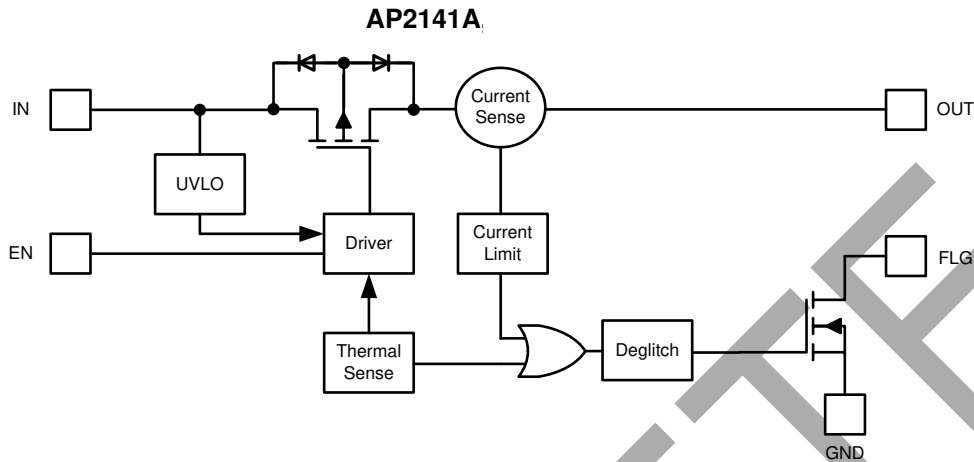 AP2141A
IN
Current
Sense
OUT
UVLO
EN
Driver
Current
Limit
FLG
Thermal
Sense
Deglitch
GND